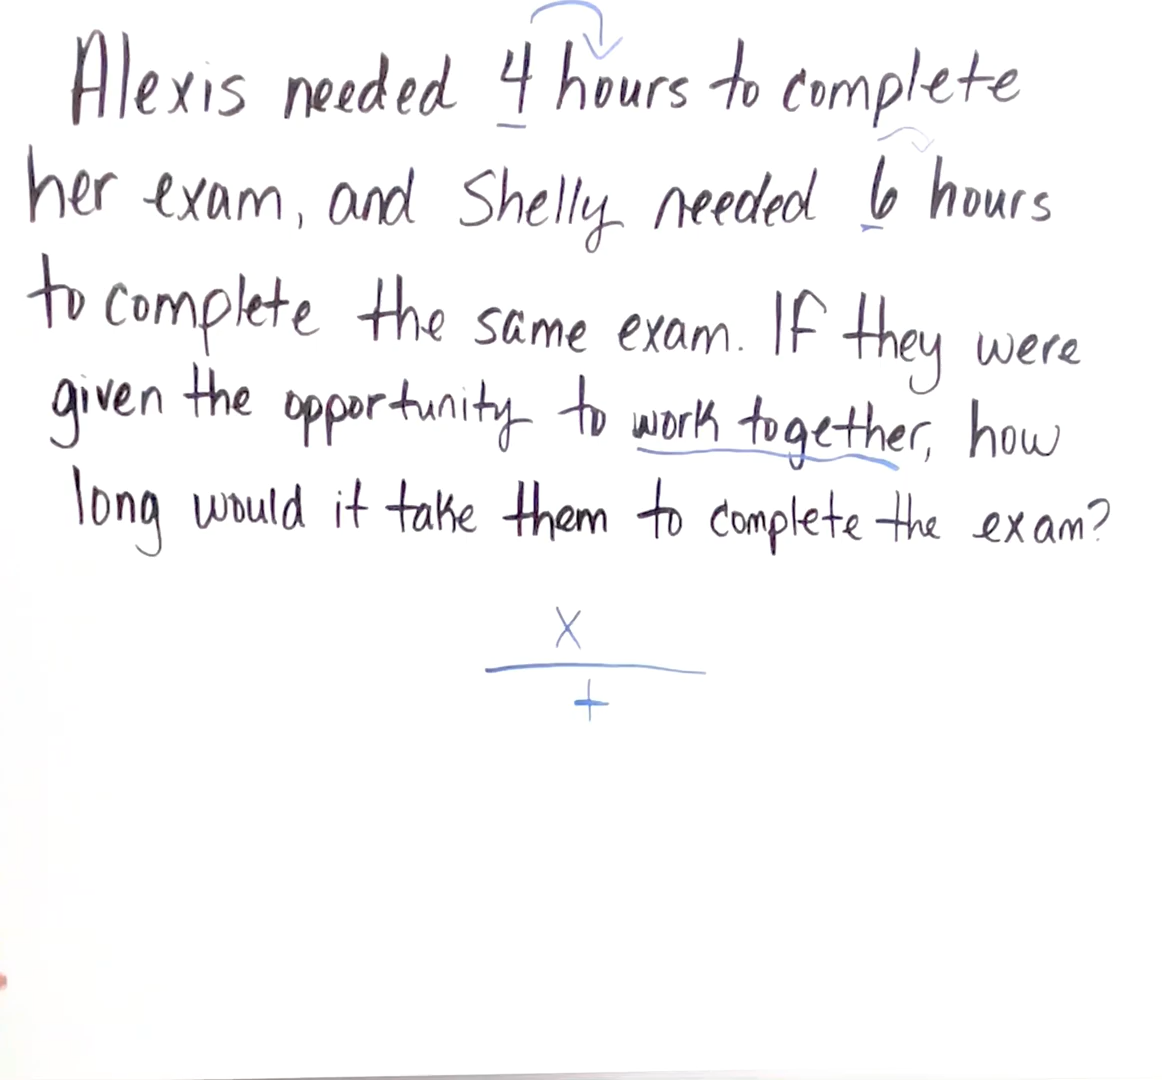 Alexis needed 4 hours to complete
her exam, and Shelly needed 6 hours
to complete the same exam. If they were
given the opportunity to work together, how
long would it take them to complete the exam?
X
+